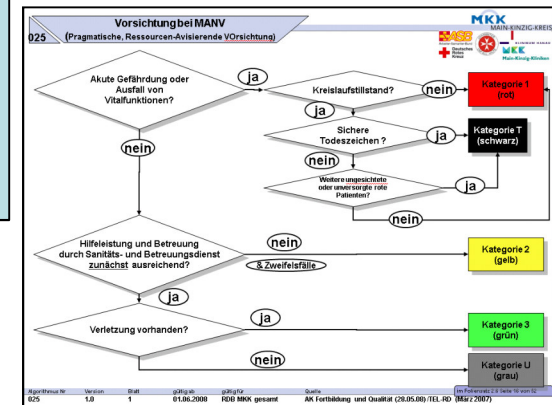 025
Vorsichtung bei MANV
(Pragmatische, Ressourcen-Avisierende VOrsichtung)
MKK
MAIN-KINZIG-KREIS
ASB
Deutsches
Rotes
Kreuz
MKK
Main-Kinzig-Kliniken
Akute Gefährdung oder
Ausfall von
Vitalfunktionen?
ja
Kreislaufstillstand?
nein
Kategorie 1
(rot)
ja
Sichere
Todeszeichen ?
ja
Kategorie T
(schwarz)
nein
nein
Weitere ungesichtete
oder unversorgte rote
Patienten?
ja
nein
Hilfeleistung und Betreuung
durch Sanitäts- und Betreuungsdienst
zunächst ausreichend?
nein
& Zweifelsfälle
Kategorie 2
(gelb)
ja
Verletzung vorhanden?
ja
Kategorie 3
(grün)
nein
Kategorie U
(grau)
Algorithmus Nr Version Blatt gültig ab gültig für Quelle
025 1.0 1 01.06.2008 RDB MKK gesamt AK Fortbildung und Qualität (28.05.08) /TEL-RD (März 2007)